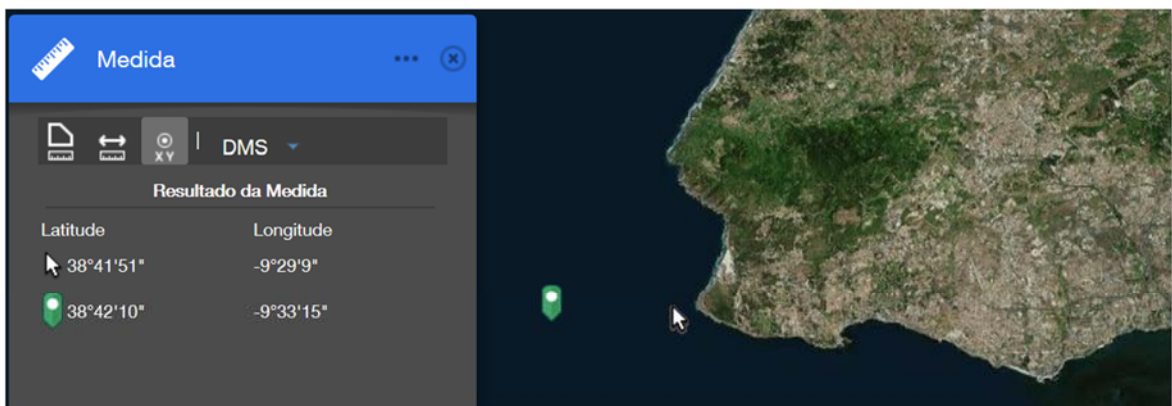 Medida
X Y
DMS
Resultado da Medida
Latitude Longitude
38°41'51" -9°29'9"
38°42'10" -9°33'15"